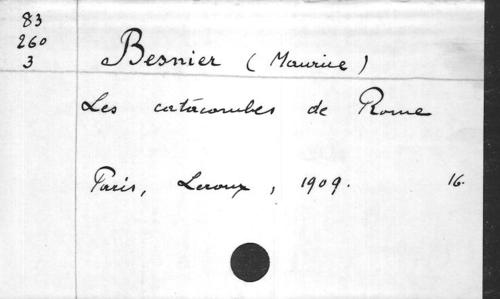 83
260
3
Besnier (Maurice)
Les catacombes de Rome
Paris, Leroux, 1909. 16.